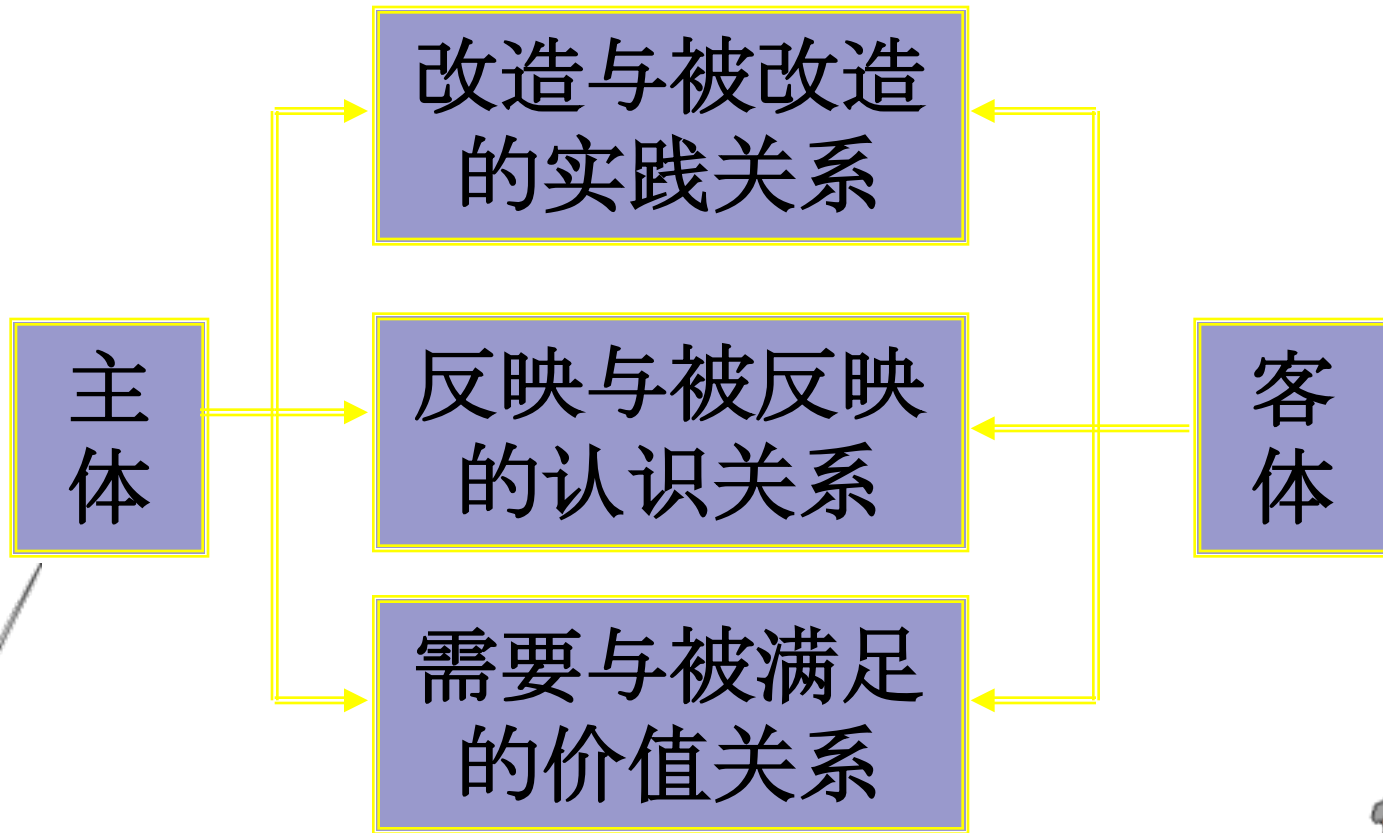 改造与被改造
的实践关系
主
体
反映与被反映
的认识关系
客
体
需要与被满足
的价值关系